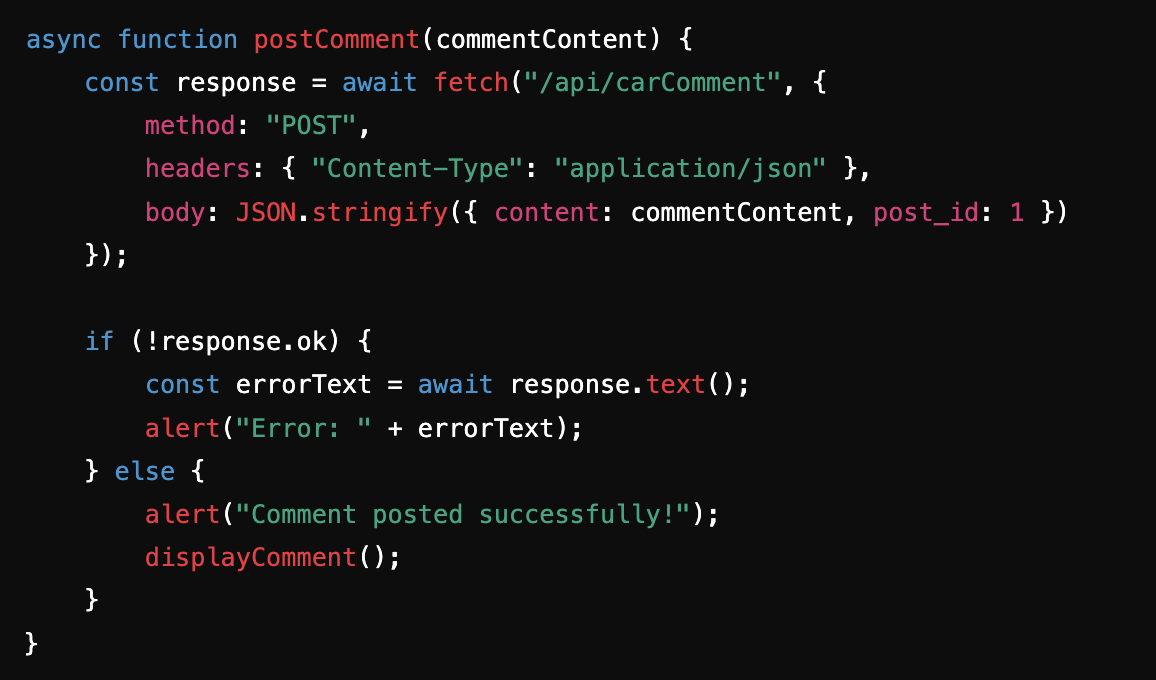 async function postComment(commentContent) {
    const response = await fetch("/api/carComment", {
        method: "POST",
        headers: { "Content-Type": "application/json" },
        body: JSON.stringify({ content: commentContent, post_id: 1 })
    });

    if (!response.ok) {
        const errorText = await response.text();
        alert("Error: " + errorText);
    } else {
        alert("Comment posted successfully!");
        displayComment();
    }
}